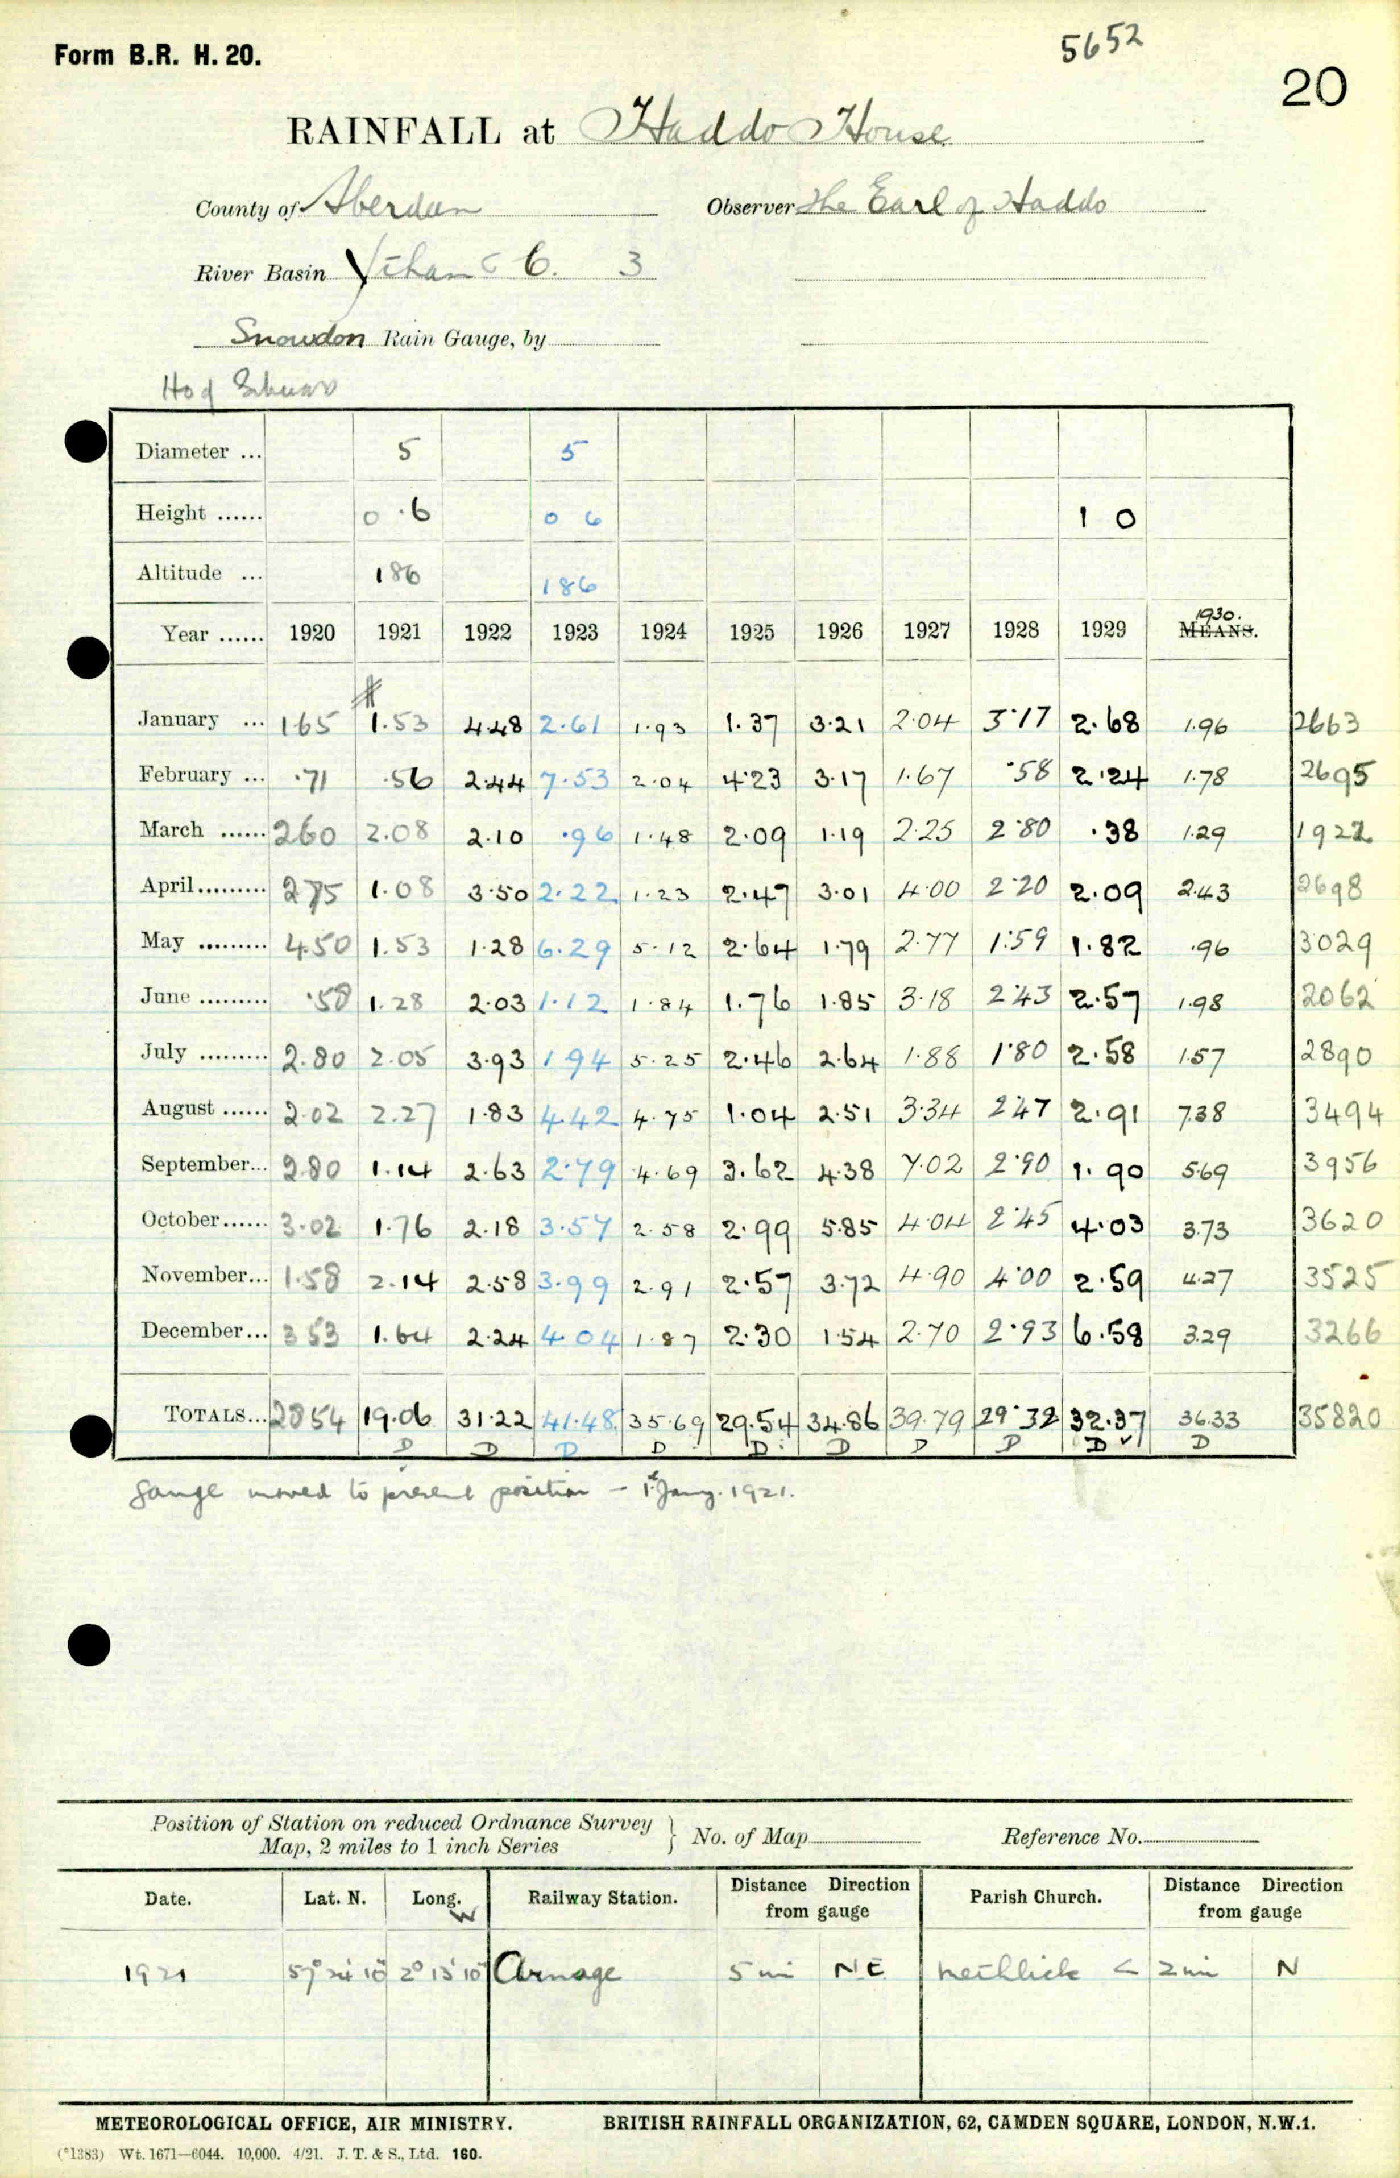 Form B.R. H. 20.
5652
20
RAINFALL at Haddo House
County of Aberdeen Observer The Earl of Haddo
River Basin Ythan 6. 3
Snowdon Rain Gauge, by
Diameter ... 5 5
Height ...... 0 .6 0 6 1 0
Altitude ... 186 186
1930.
Year ...... 1920 1921 1922 1923 1924 1925 1926 1927 1928 1929 MEANS.
January ... 1.65 1.53 4.48 2.61 1.93 1.37 3.21 2.04 3.17 2.68 1.96 2663
February ... .71 .56 2.44 7.53 2.04 4.23 3.17 1.67 .58 2.24 1.78 2695
March ...... 2.60 2.08 2.10 .96 1.48 2.09 1.19 2.25 2.80 .38 1.29 1922
April ......... 2.75 1.08 3.50 2.22 1.23 2.47 3.01 4.00 2.20 2.09 2.43 2698
May ......... 4.50 1.53 1.28 6.29 5.12 2.64 1.79 2.77 1.59 1.82 .96 3029
June ......... .58 1.28 2.03 1.12 1.84 1.76 1.85 3.18 2.43 2.57 1.98 2062
July ......... 2.80 2.05 3.93 1.94 5.25 2.46 2.64 1.88 1.80 2.58 1.57 2890
August ...... 2.02 2.27 1.83 4.42 4.75 1.04 2.51 3.34 2.47 2.91 7.38 3494
September... 2.80 1.14 2.63 2.79 4.69 3.62 4.38 7.02 2.90 1.90 5.69 3956
October...... 3.02 1.76 2.18 3.57 2.58 2.99 5.85 4.04 2.45 4.03 3.73 3620
November... 1.58 2.14 2.58 3.99 2.91 2.57 3.72 4.90 4.00 2.59 4.27 3525
December... 3.53 1.64 2.24 4.04 1.87 2.30 1.54 2.70 2.93 6.58 3.29 3266
TOTALS... 28.54 19.06 31.22 41.48 35.69 29.54 34.86 39.79 29.32 32.37 36.33 35820
D D D D D D D D D D
Gauge moved to present position - 1st Jany. 1921.
Position of Station on reduced Ordnance Survey Map, 2 miles to 1 inch Series } No. of Map Reference No.
Date. Lat. N. Long. W Railway Station. Distance Direction from gauge Parish Church. Distance Direction from gauge
1921 57° 24' 10" 2° 13' 10" Arnage 5 mi NE Methlick < 2 mi N
METEOROLOGICAL OFFICE, AIR MINISTRY. BRITISH RAINFALL ORGANIZATION, 62, CAMDEN SQUARE, LONDON, N.W.1.
(*1383) Wt. 1671—6044. 10,000. 4/21. J. T. & S., Ltd. 160.